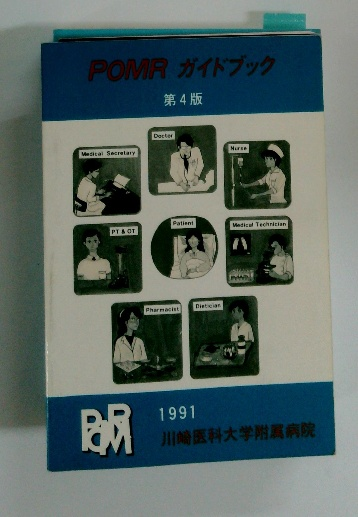 POMR ガイドブック
第4版
Doctor
Medical Secretary
Nurse
PT & OT
Patient
Medical Technician
Pharmacist
Dietician
POMR
1991
川崎医科大学附属病院